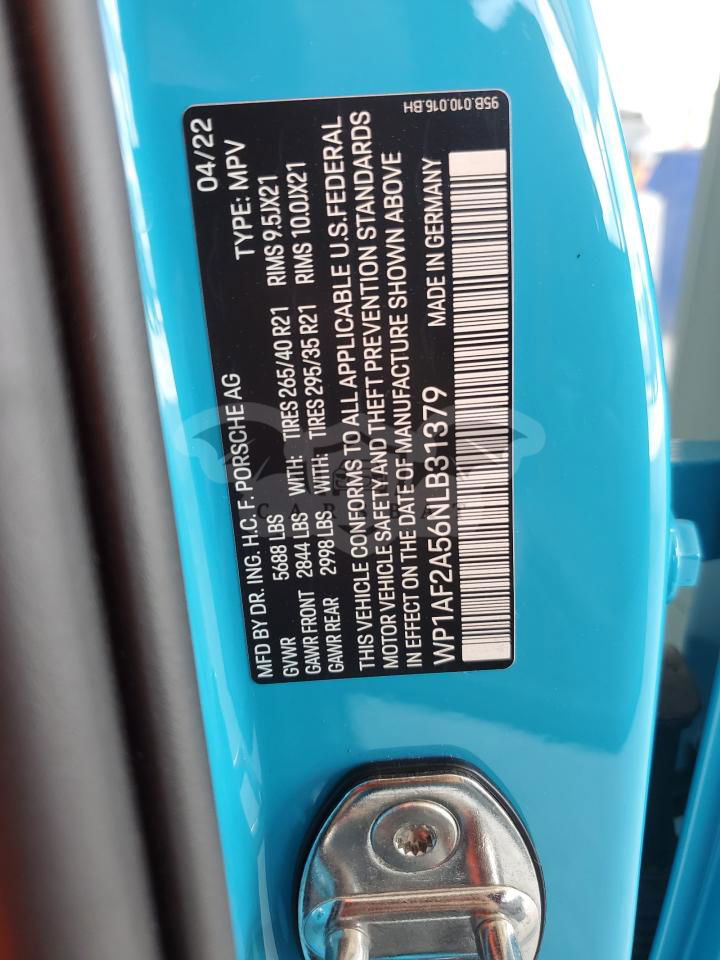 04/22
MFD BY DR. ING. H.C. F. PORSCHE AG TYPE: MPV
GVWR 5688 LBS
GAWR FRONT 2844 LBS WITH: TIRES 265/40 R21 RIMS 9.5JX21
GAWR REAR 2998 LBS WITH: TIRES 295/35 R21 RIMS 10.0JX21
THIS VEHICLE CONFORMS TO ALL APPLICABLE U.S.FEDERAL
MOTOR VEHICLE SAFETY AND THEFT PREVENTION STANDARDS
IN EFFECT ON THE DATE OF MANUFACTURE SHOWN ABOVE
MADE IN GERMANY
WP1AF2A56NLB31379
95B.010.016.BH